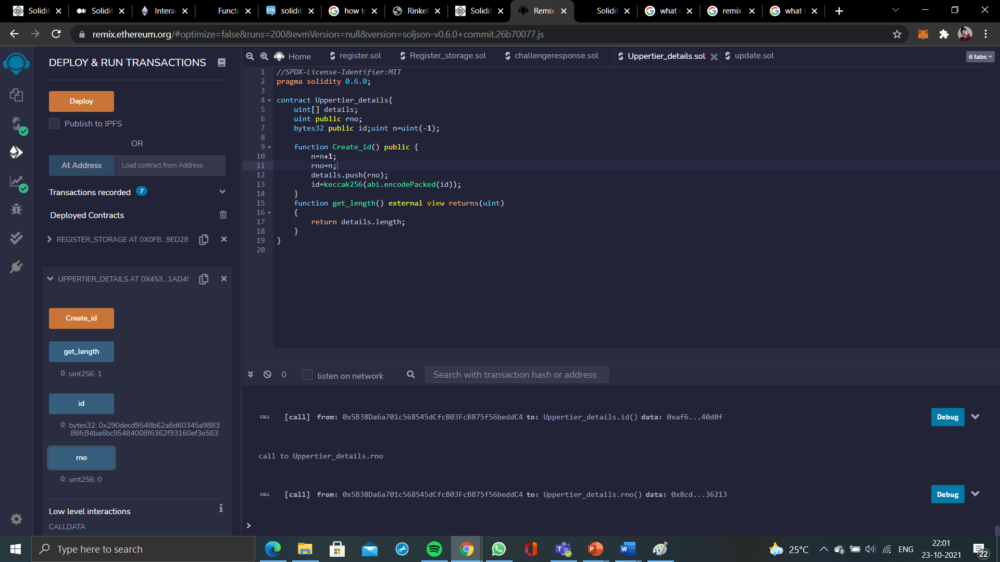 Solidit
Solidit
Intera
Functi
solidit
how to
Rinkel
Solidit
Remix
Solidit
what
remix
what i
remix.ethereum.org/#optimize=false&runs=200&evmVersion=null&version=soljson-v0.6.0+commit.26b70077.js
DEPLOY & RUN TRANSACTIONS
Deploy
Publish to IPFS
OR
At Address
Load contract from Address
Transactions recorded 7
Deployed Contracts
REGISTER_STORAGE AT 0X0F8...9ED28
UPPERTIER_DETAILS AT 0X453...1AD45
Create_id
get_length
0: uint256: 1
id
0: bytes32: 0x290decd9548b62a8d60345a9883
86fc84ba6bc95484008f6362f93160ef3e563
rno
0: uint256: 0
Low level interactions
CALLDATA
Home
register.sol
Register_storage.sol
challengeresponse.sol
Uppertier_details.sol
update.sol
6 tabs
1 //SPDX-License-Identifier:MIT
2 pragma solidity 0.6.0;
3
4 contract Uppertier_details{
5 uint[] details;
6 uint public rno;
7 bytes32 public id;uint n=uint(-1);
8
9 function Create_id() public {
10 n=n+1;
11 rno=n;
12 details.push(rno);
13 id=keccak256(abi.encodePacked(id));
14 }
15 function get_length() external view returns(uint)
16 {
17 return details.length;
18 }
19 }
20
0
listen on network
Search with transaction hash or address
CALL [call] from: 0x5B38Da6a701c568545dCfcB03FcB875f56beddC4 to: Uppertier_details.id() data: 0xaf6...40d0f
Debug
call to Uppertier_details.rno
CALL [call] from: 0x5B38Da6a701c568545dCfcB03FcB875f56beddC4 to: Uppertier_details.rno() data: 0x8cd...36213
Debug
>
Type here to search
25°C
ENG
22:01
23-10-2021
22